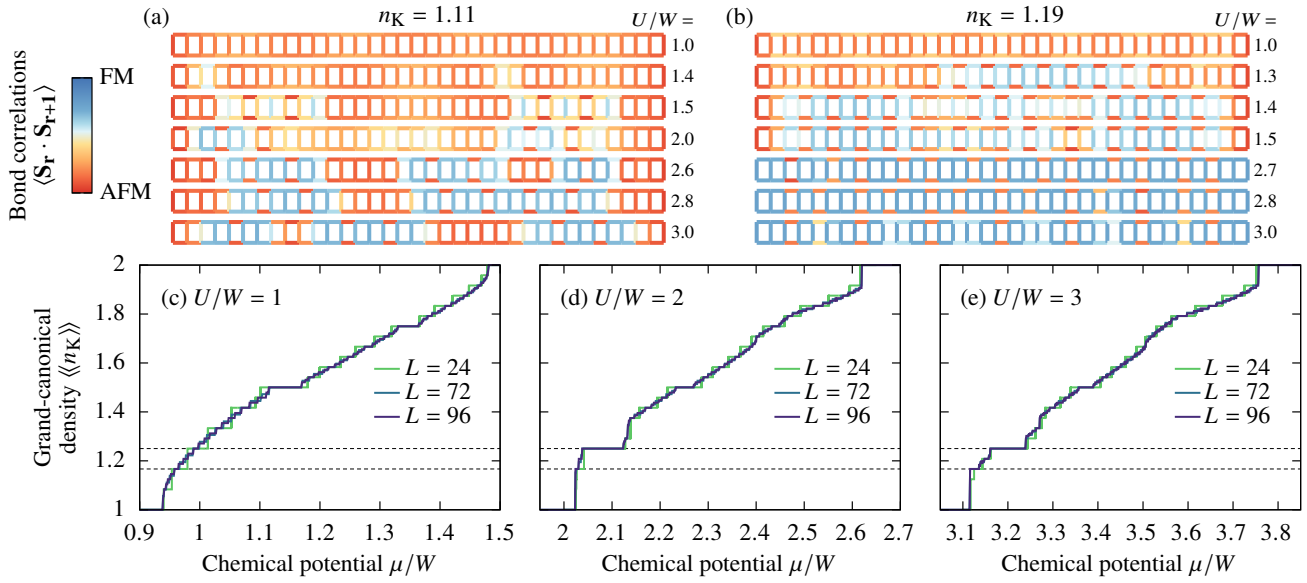 (a) n_K = 1.11 U/W =
1.0
1.4
1.5
2.0
2.6
2.8
3.0
(b) n_K = 1.19 U/W =
1.0
1.3
1.4
1.5
2.7
2.8
3.0
Bond correlations
⟨S_r · S_{r+1}⟩
FM
AFM
Grand-canonical
density ⟨⟨n_K⟩⟩
2
1.8
1.6
1.4
1.2
1
(c) U/W = 1
L = 24
L = 72
L = 96
0.9 1 1.1 1.2 1.3 1.4 1.5
Chemical potential μ/W
(d) U/W = 2
L = 24
L = 72
L = 96
2 2.1 2.2 2.3 2.4 2.5 2.6 2.7
Chemical potential μ/W
(e) U/W = 3
L = 24
L = 72
L = 96
3.1 3.2 3.3 3.4 3.5 3.6 3.7 3.8
Chemical potential μ/W